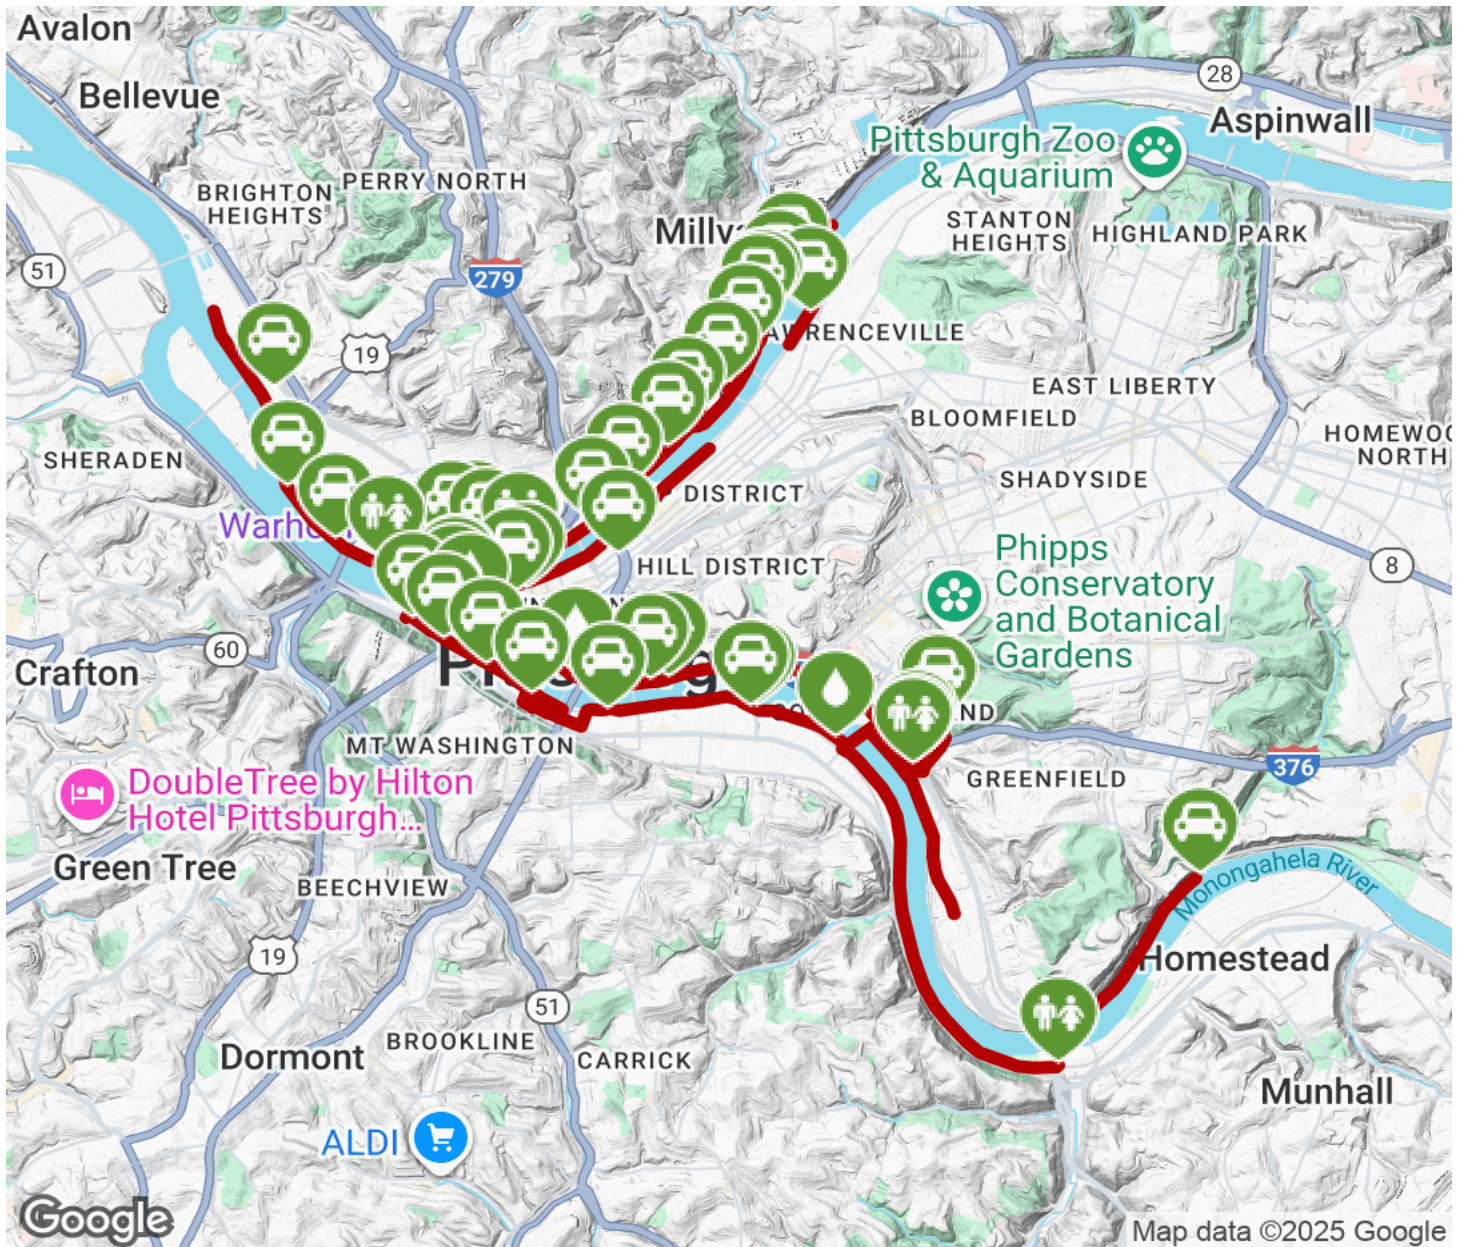 Avalon
Bellevue
28
Aspinwall
Pittsburgh Zoo
& Aquarium
BRIGHTON
HEIGHTS
PERRY NORTH
STANTON
HEIGHTS
HIGHLAND PARK
51
279
19
EAST LIBERTY
BLOOMFIELD
SHERADEN
NORTH
SHADYSIDE
DISTRICT
HILL DISTRICT
8
Phipps
Conservatory
and Botanical
Gardens
60
Crafton
MT WASHINGTON
GREENFIELD
376
DoubleTree by Hilton
Hotel Pittsburgh...
Green Tree
BEECHVIEW
Monongahela River
19
Homestead
51
BROOKLINE
Dormont
CARRICK
Munhall
ALDI
Google
Map data ©2025 Google